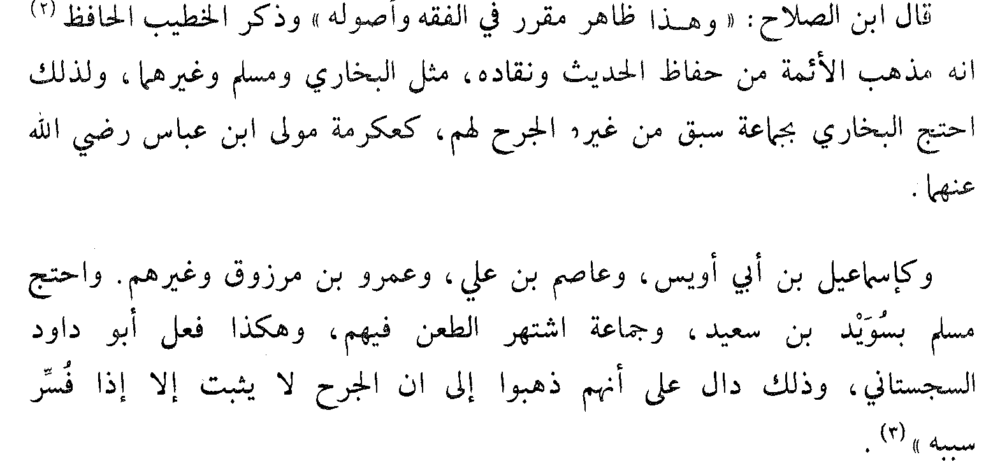 قال ابن الصلاح : « وهـذا ظاهر مقرر في الفقه وأصوله » وذكر الخطيب الحافظ (٢)
انه مذهب الأئمة من حفاظ الحديث ونقاده، مثل البخاري ومسلم وغيرهما، ولذلك
احتج البخاري بجماعة سبق من غيره الجرح لهم، كعكرمة مولى ابن عباس رضي الله
عنهما .
وكإسماعيل بن أبي أويس، وعاصم بن علي، وعمرو بن مرزوق وغيرهم. واحتج
مسلم بسُوَيْد بن سعيد، وجماعة اشتهر الطعن فيهم، وهكذا فعل أبو داود
السجستاني، وذلك دال على أنهم ذهبوا إلى ان الجرح لا يثبت إلا إذا فُسِّر
سببه » (٣) .